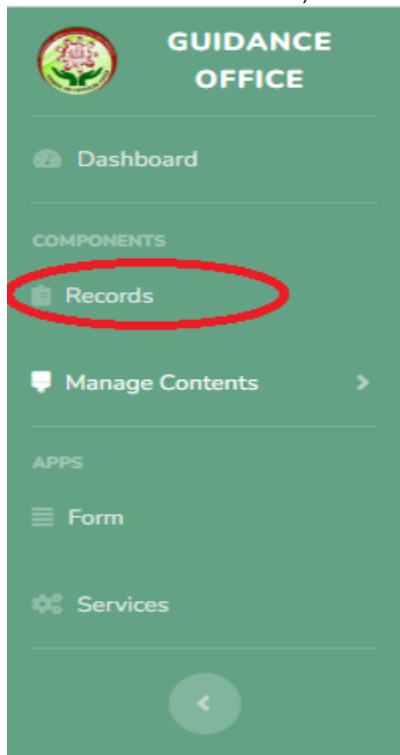 GUIDANCE
OFFICE
Dashboard
COMPONENTS
Records
Manage Contents
APPS
Form
Services